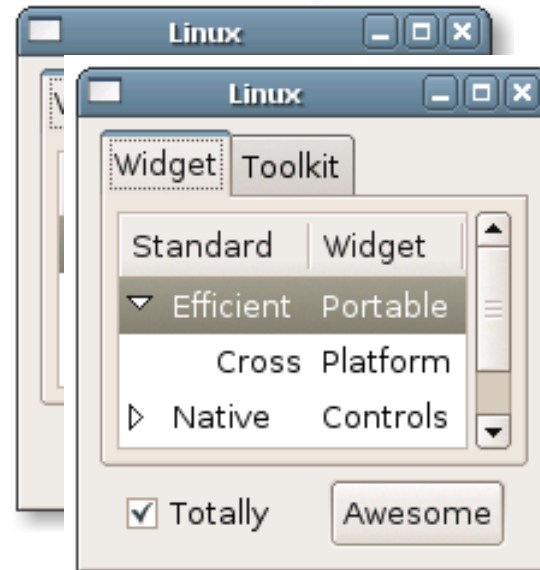 Linux
Linux
Widget Toolkit
Standard Widget
Efficient Portable
Cross Platform
Native Controls
Totally Awesome